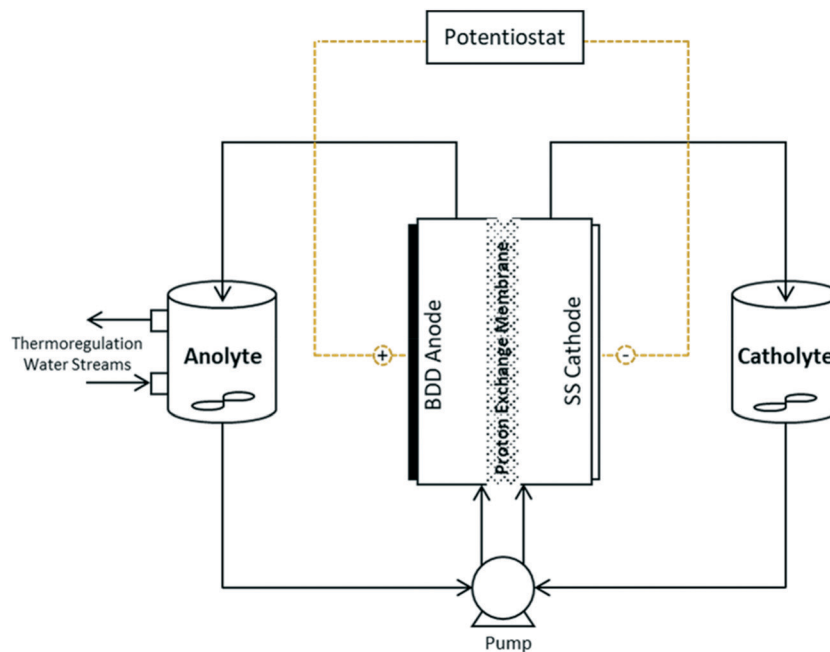 Potentiostat
Thermoregulation
Water Streams
Anolyte
+
BDD Anode
Proton Exchange Membrane
SS Cathode
-
Catholyte
Pump